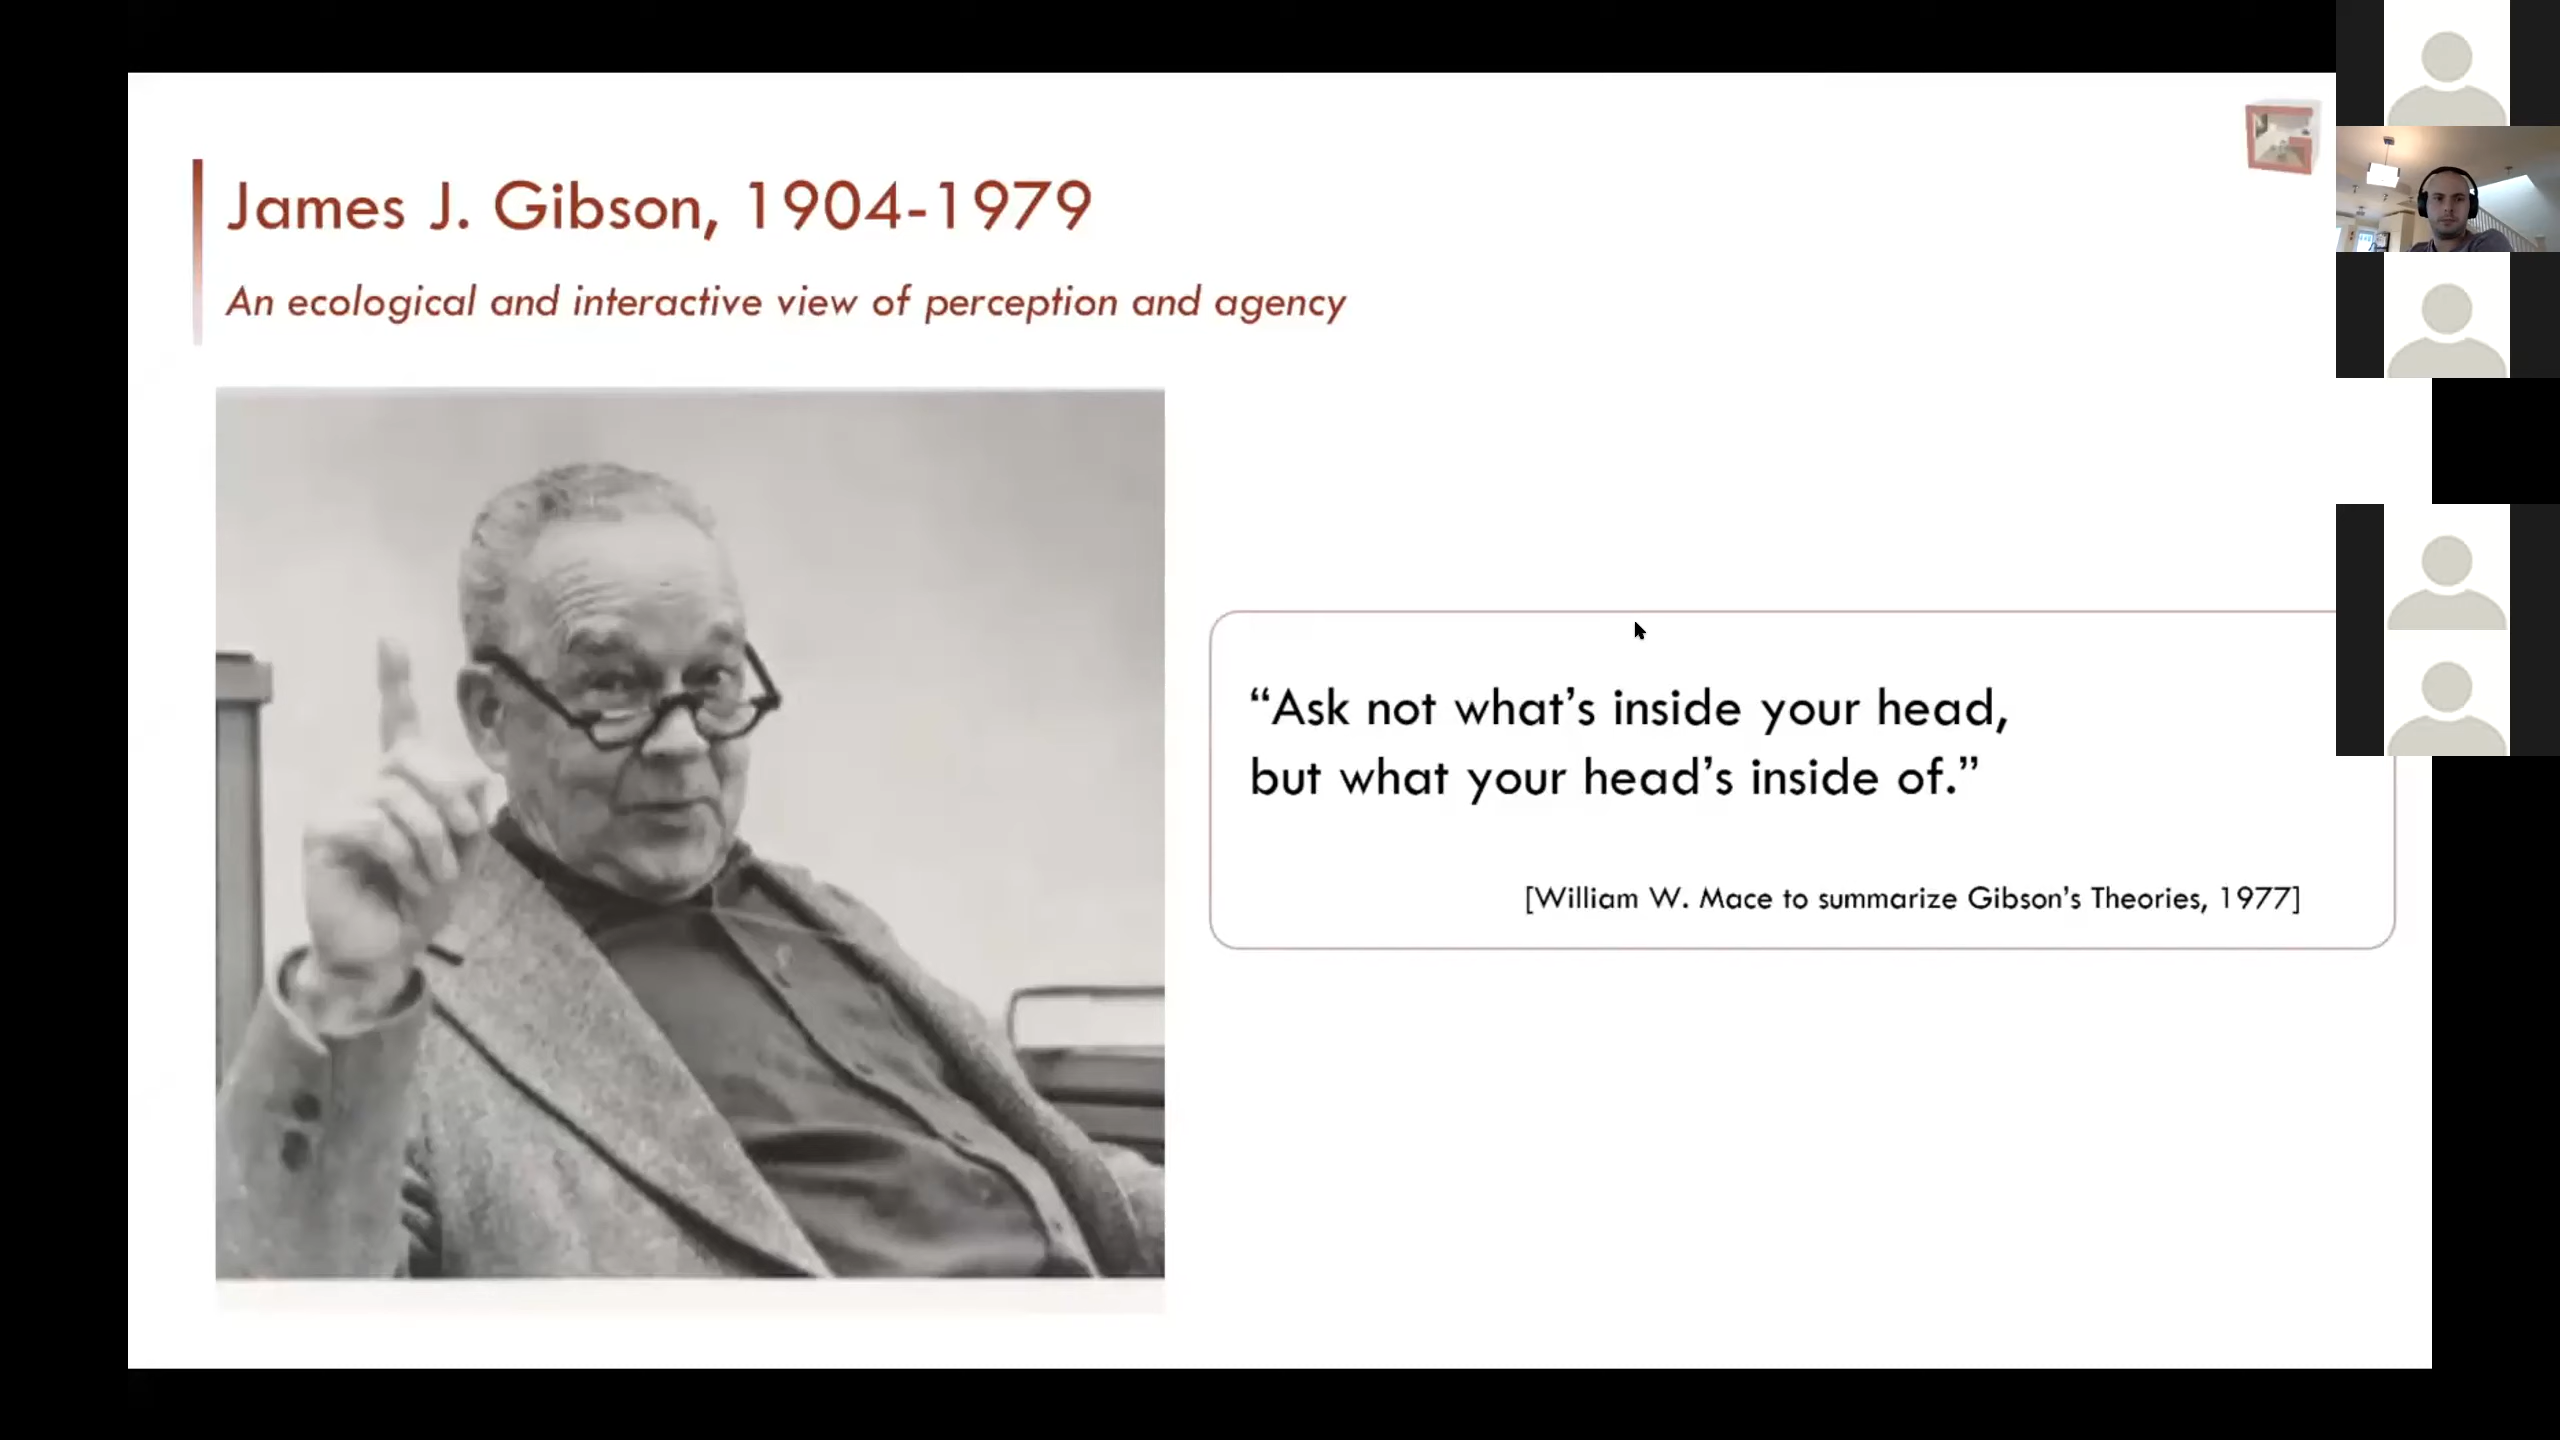 James J. Gibson, 1904-1979
An ecological and interactive view of perception and agency
“Ask not what’s inside your head,
but what your head’s inside of.”
[William W. Mace to summarize Gibson’s Theories, 1977]